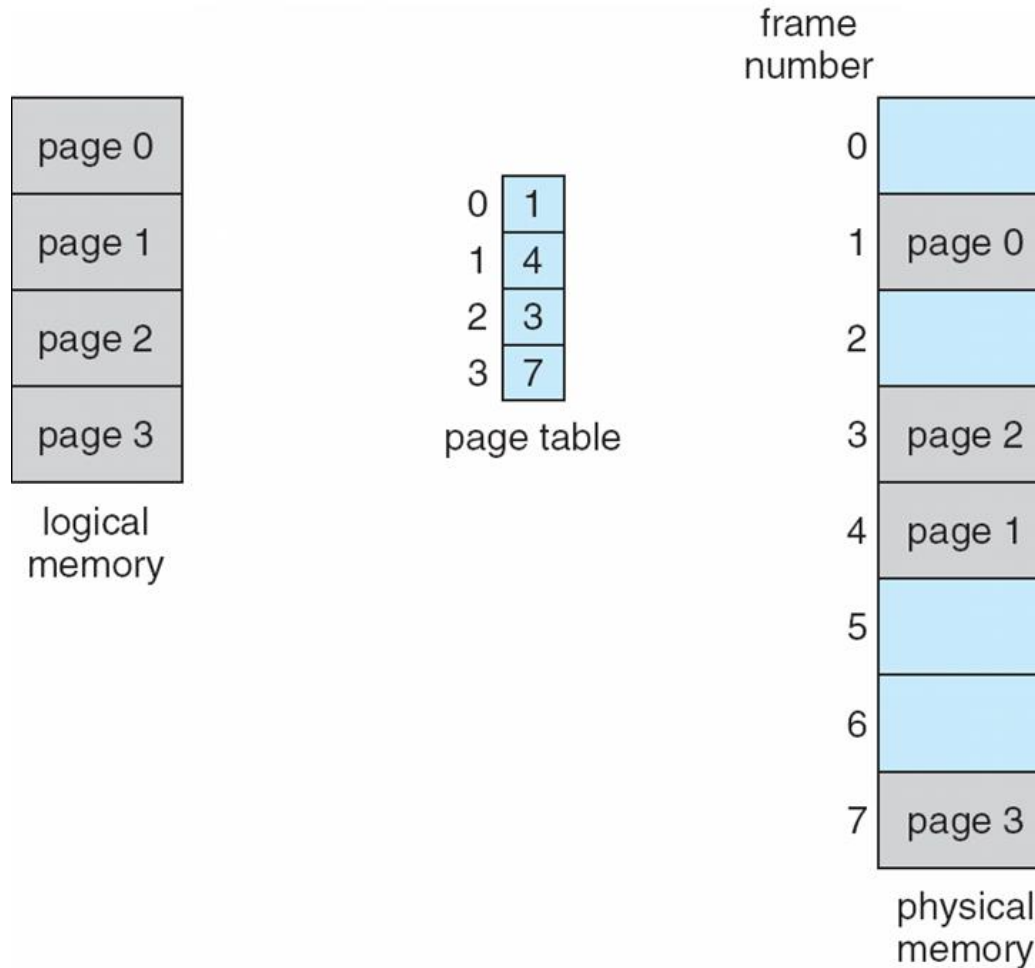 page 0
page 1
page 2
page 3
logical
memory
0 1
1 4
2 3
3 7
page table
frame
number
0
1 page 0
2
3 page 2
4 page 1
5
6
7 page 3
physical
memory